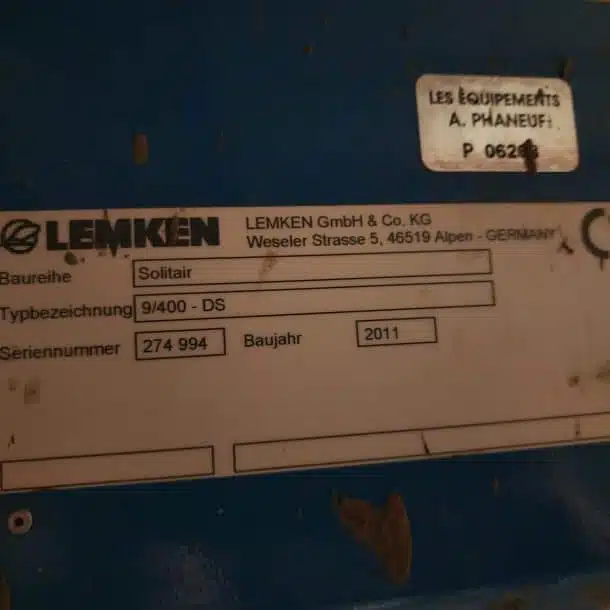 LES ÉQUIPEMENTS
A. PHANEUF
P
LEMKEN
LEMKEN GmbH & Co. KG
Weseler Strasse 5, 46519 Alpen - GERMANY
Baureihe Solitair
Typbezeichnung 9/400 - DS
Seriennummer 274 994 Baujahr 2011